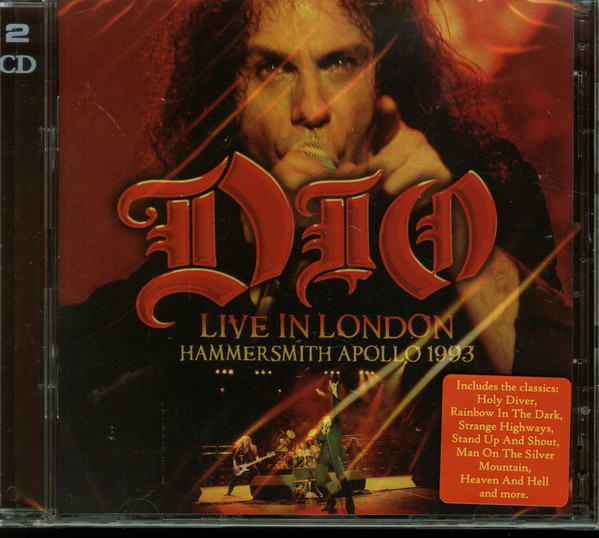 2
CD
DIO
LIVE IN LONDON
HAMMERSMITH APOLLO 1993
Includes the classics:
Holy Diver,
Rainbow In The Dark,
Strange Highways,
Stand Up And Shout,
Man On The Silver
Mountain,
Heaven And Hell
and more.